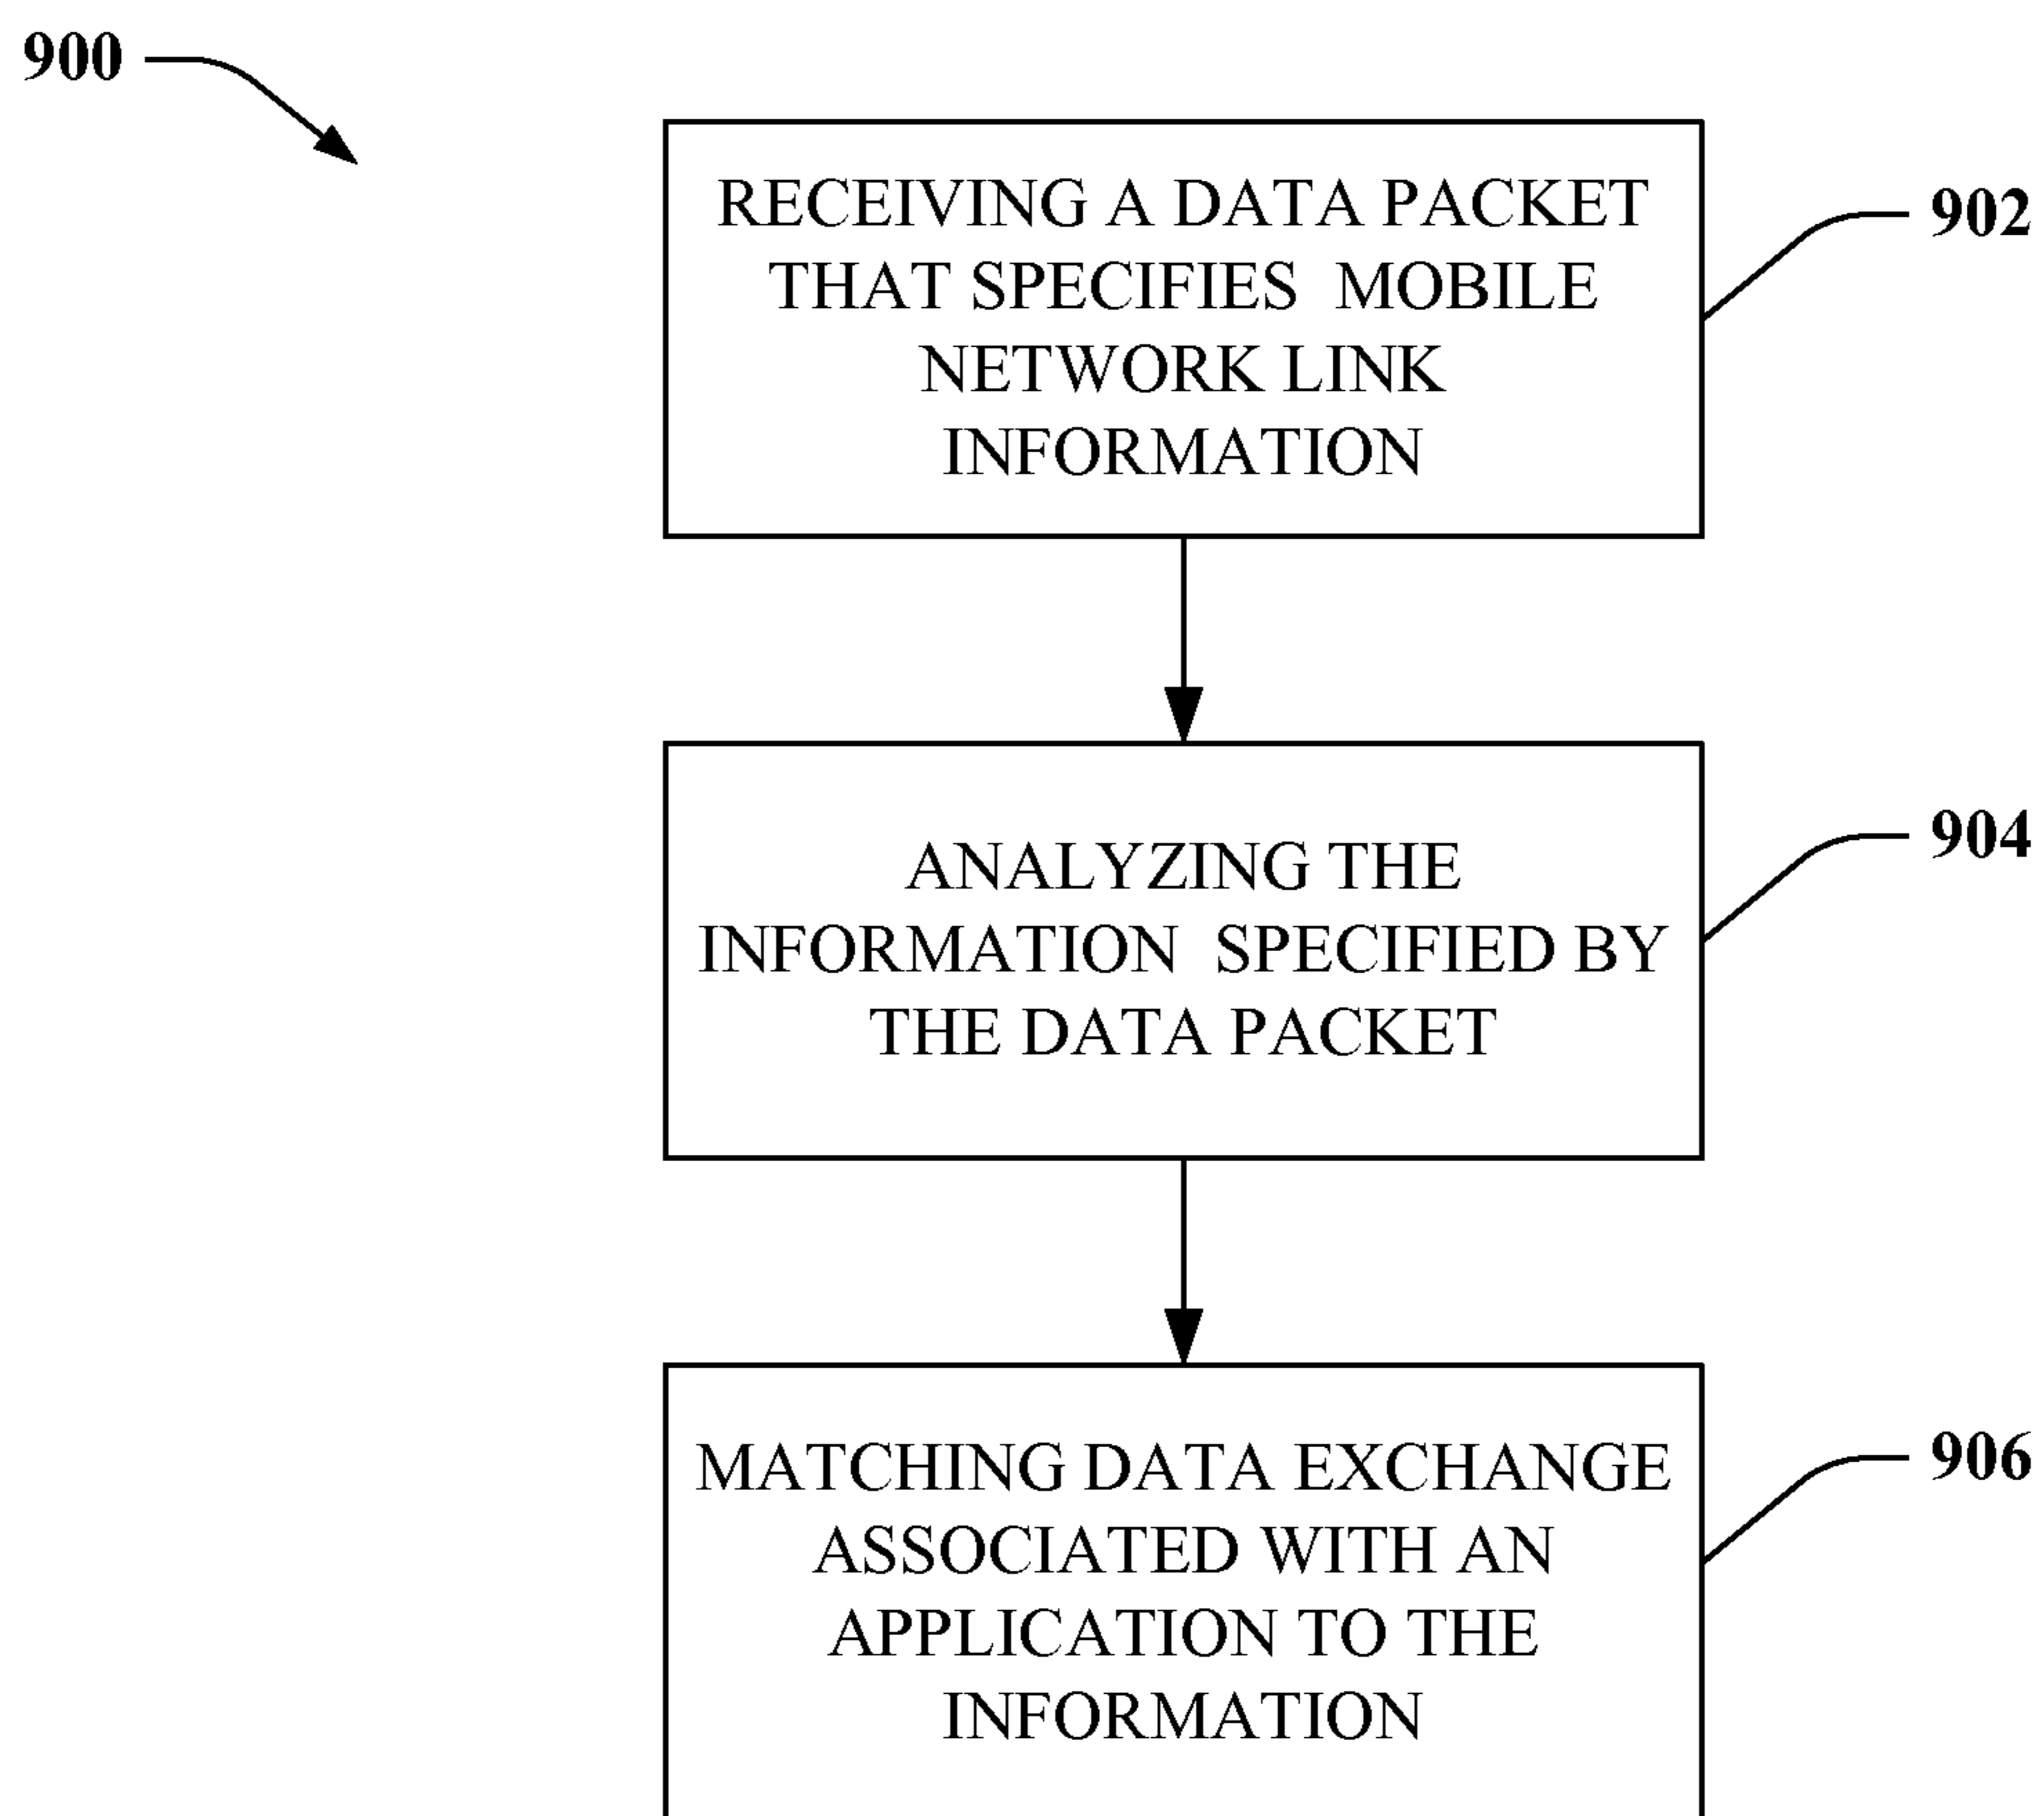 900
RECEIVING A DATA PACKET
THAT SPECIFIES MOBILE
NETWORK LINK
INFORMATION
902
ANALYZING THE
INFORMATION SPECIFIED BY
THE DATA PACKET
904
MATCHING DATA EXCHANGE
ASSOCIATED WITH AN
APPLICATION TO THE
INFORMATION
906